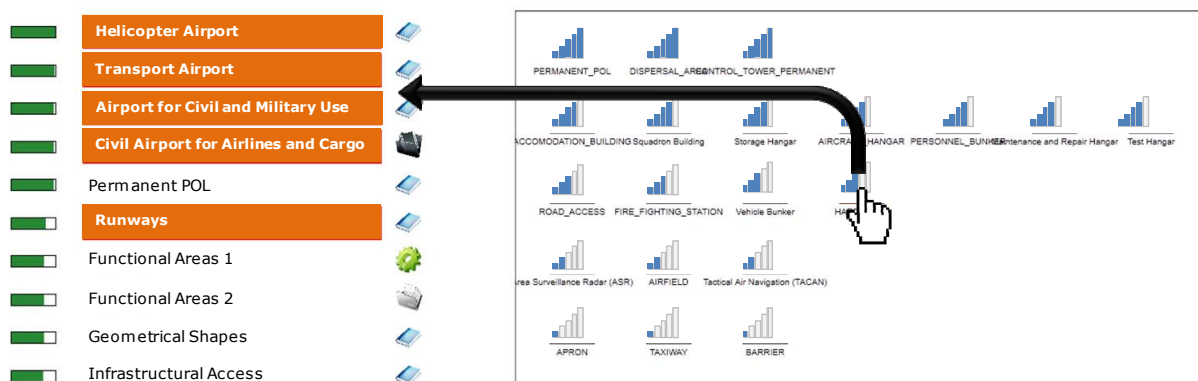 Helicopter Airport
Transport Airport
Airport for Civil and Military Use
Civil Airport for Airlines and Cargo
Permanent POL
Runways
Functional Areas 1
Functional Areas 2
Geometrical Shapes
Infrastructural Access
PERMANENT_POL DISPERSAL_AREA CONTROL_TOWER_PERMANENT
ACCOMODATION_BUILDING Squadron Building Storage Hangar HANGAR PERSONNEL_BUNKER Maintenance and Repair Hangar Test Hangar
ROAD_ACCESS FIRE_FIGHTING_STATION Vehicle Bunker
Area Surveillance Radar (ASR) AIRFIELD Tactical Air Navigation (TACAN)
APRON TAXIWAY BARRIER